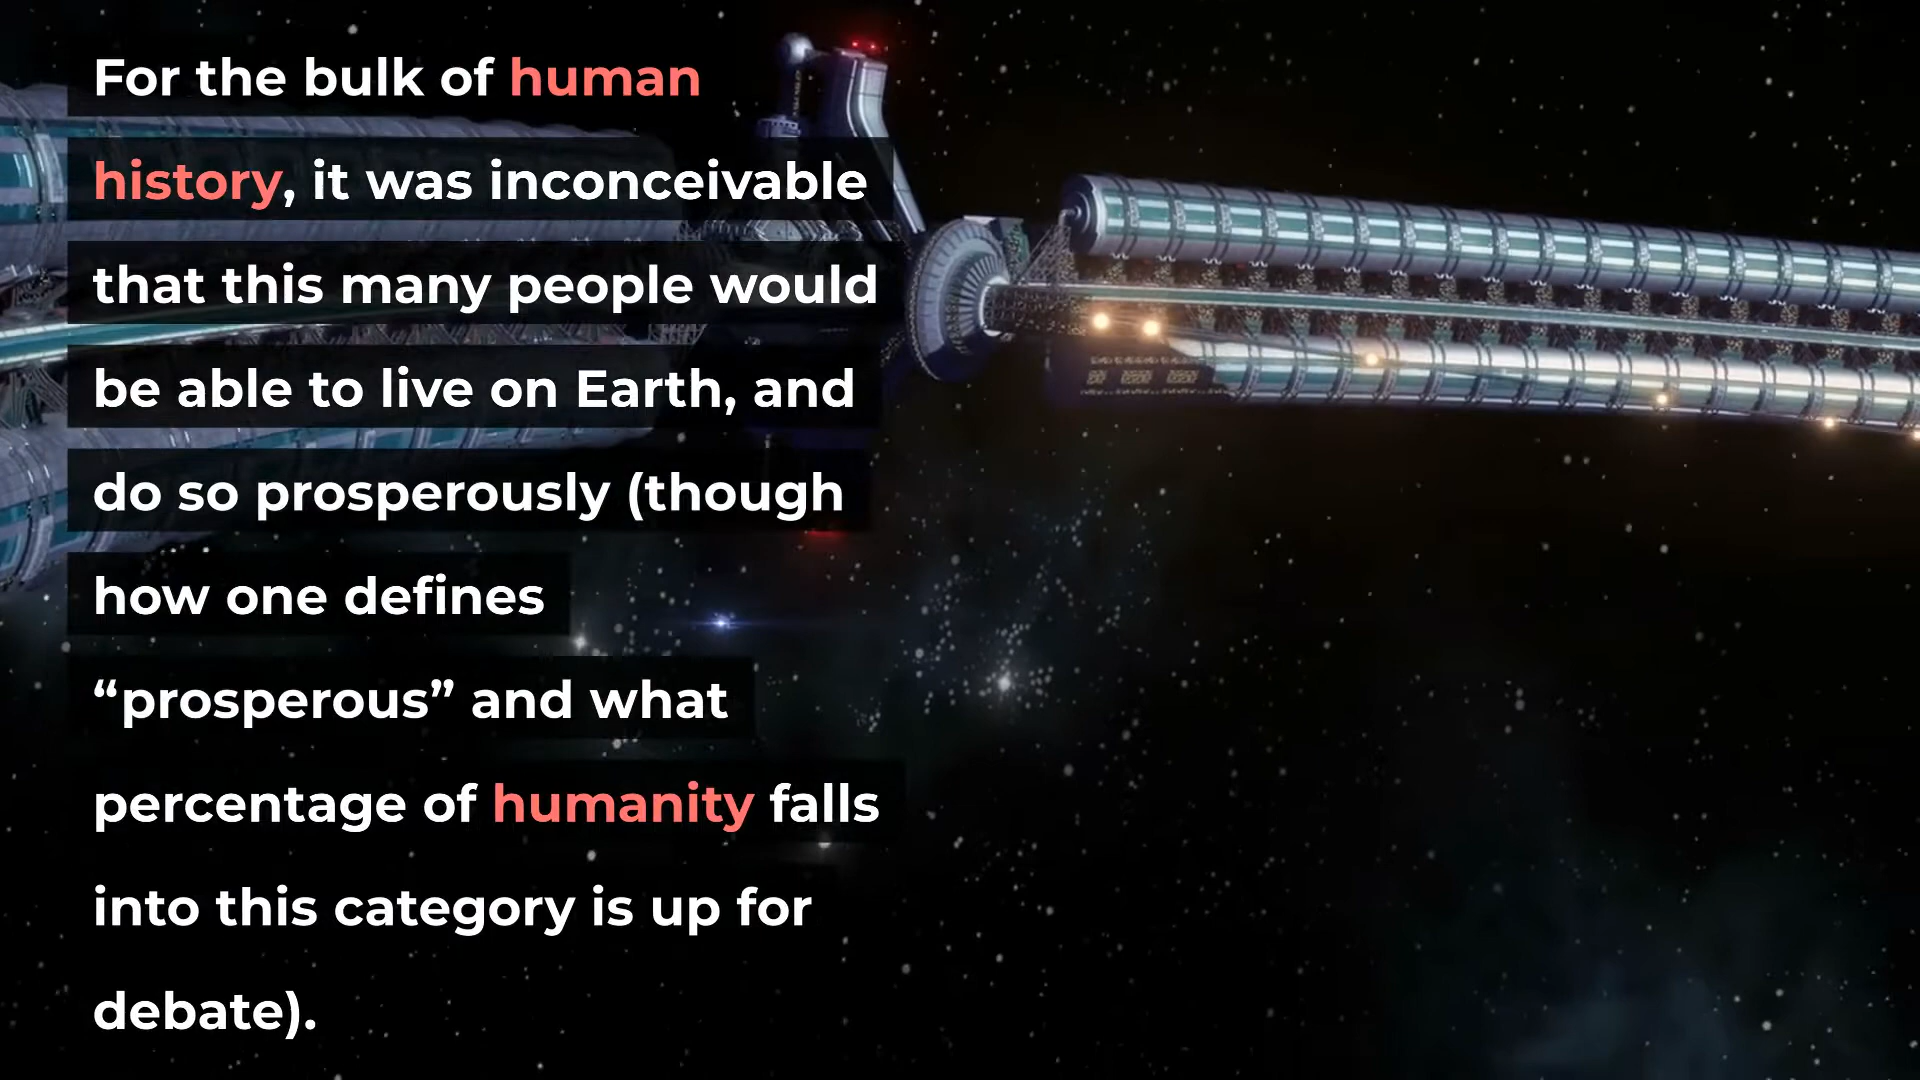 For the bulk of human
history, it was inconceivable
that this many people would
be able to live on Earth, and
do so prosperously (though
how one defines
“prosperous” and what
percentage of humanity falls
into this category is up for
debate).